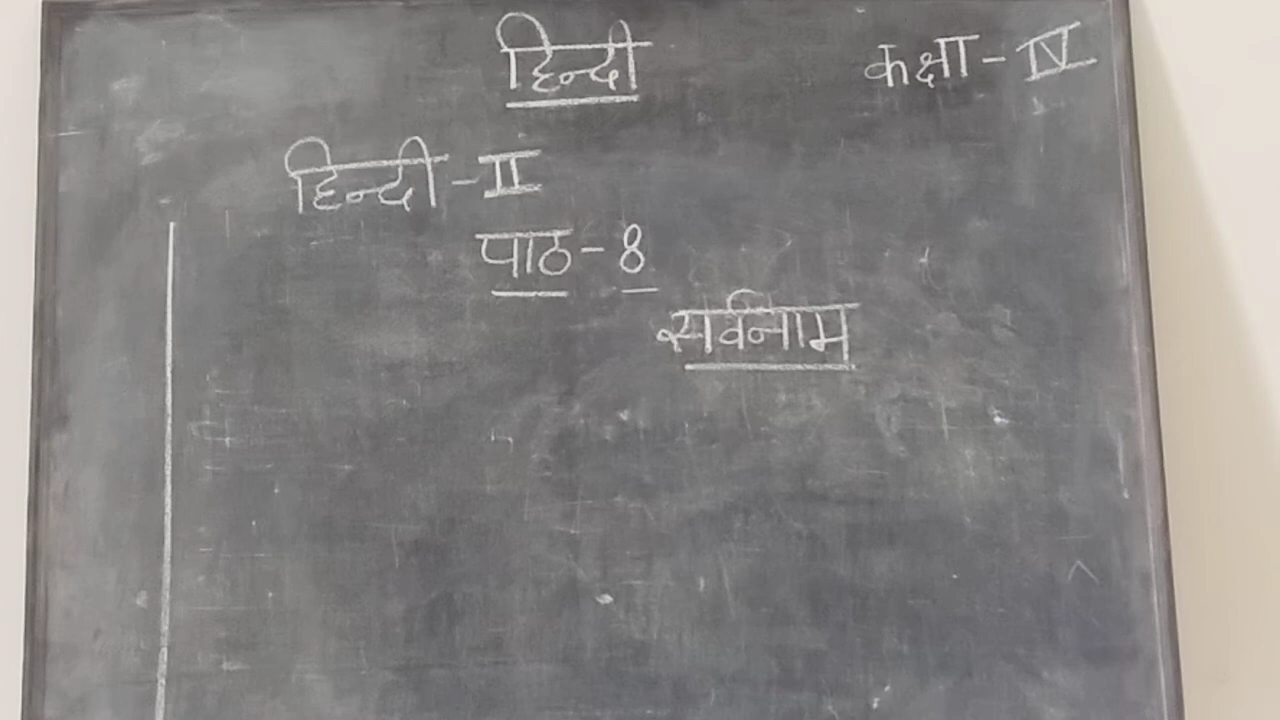 हिन्दी
कक्षा - IV
हिन्दी - II
पाठ - 8
सर्वनाम